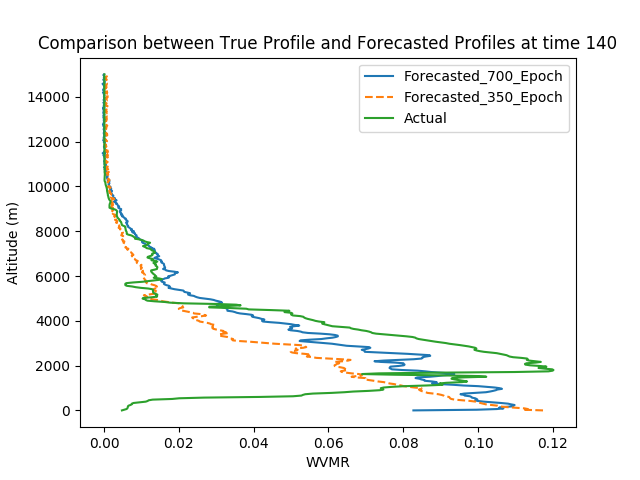 Comparison between True Profile and Forecasted Profiles at time 140
Forecasted_700_Epoch
Forecasted_350_Epoch
Actual
Altitude (m)
14000
12000
10000
8000
6000
4000
2000
0
0.00 0.02 0.04 0.06 0.08 0.10 0.12
WVMR